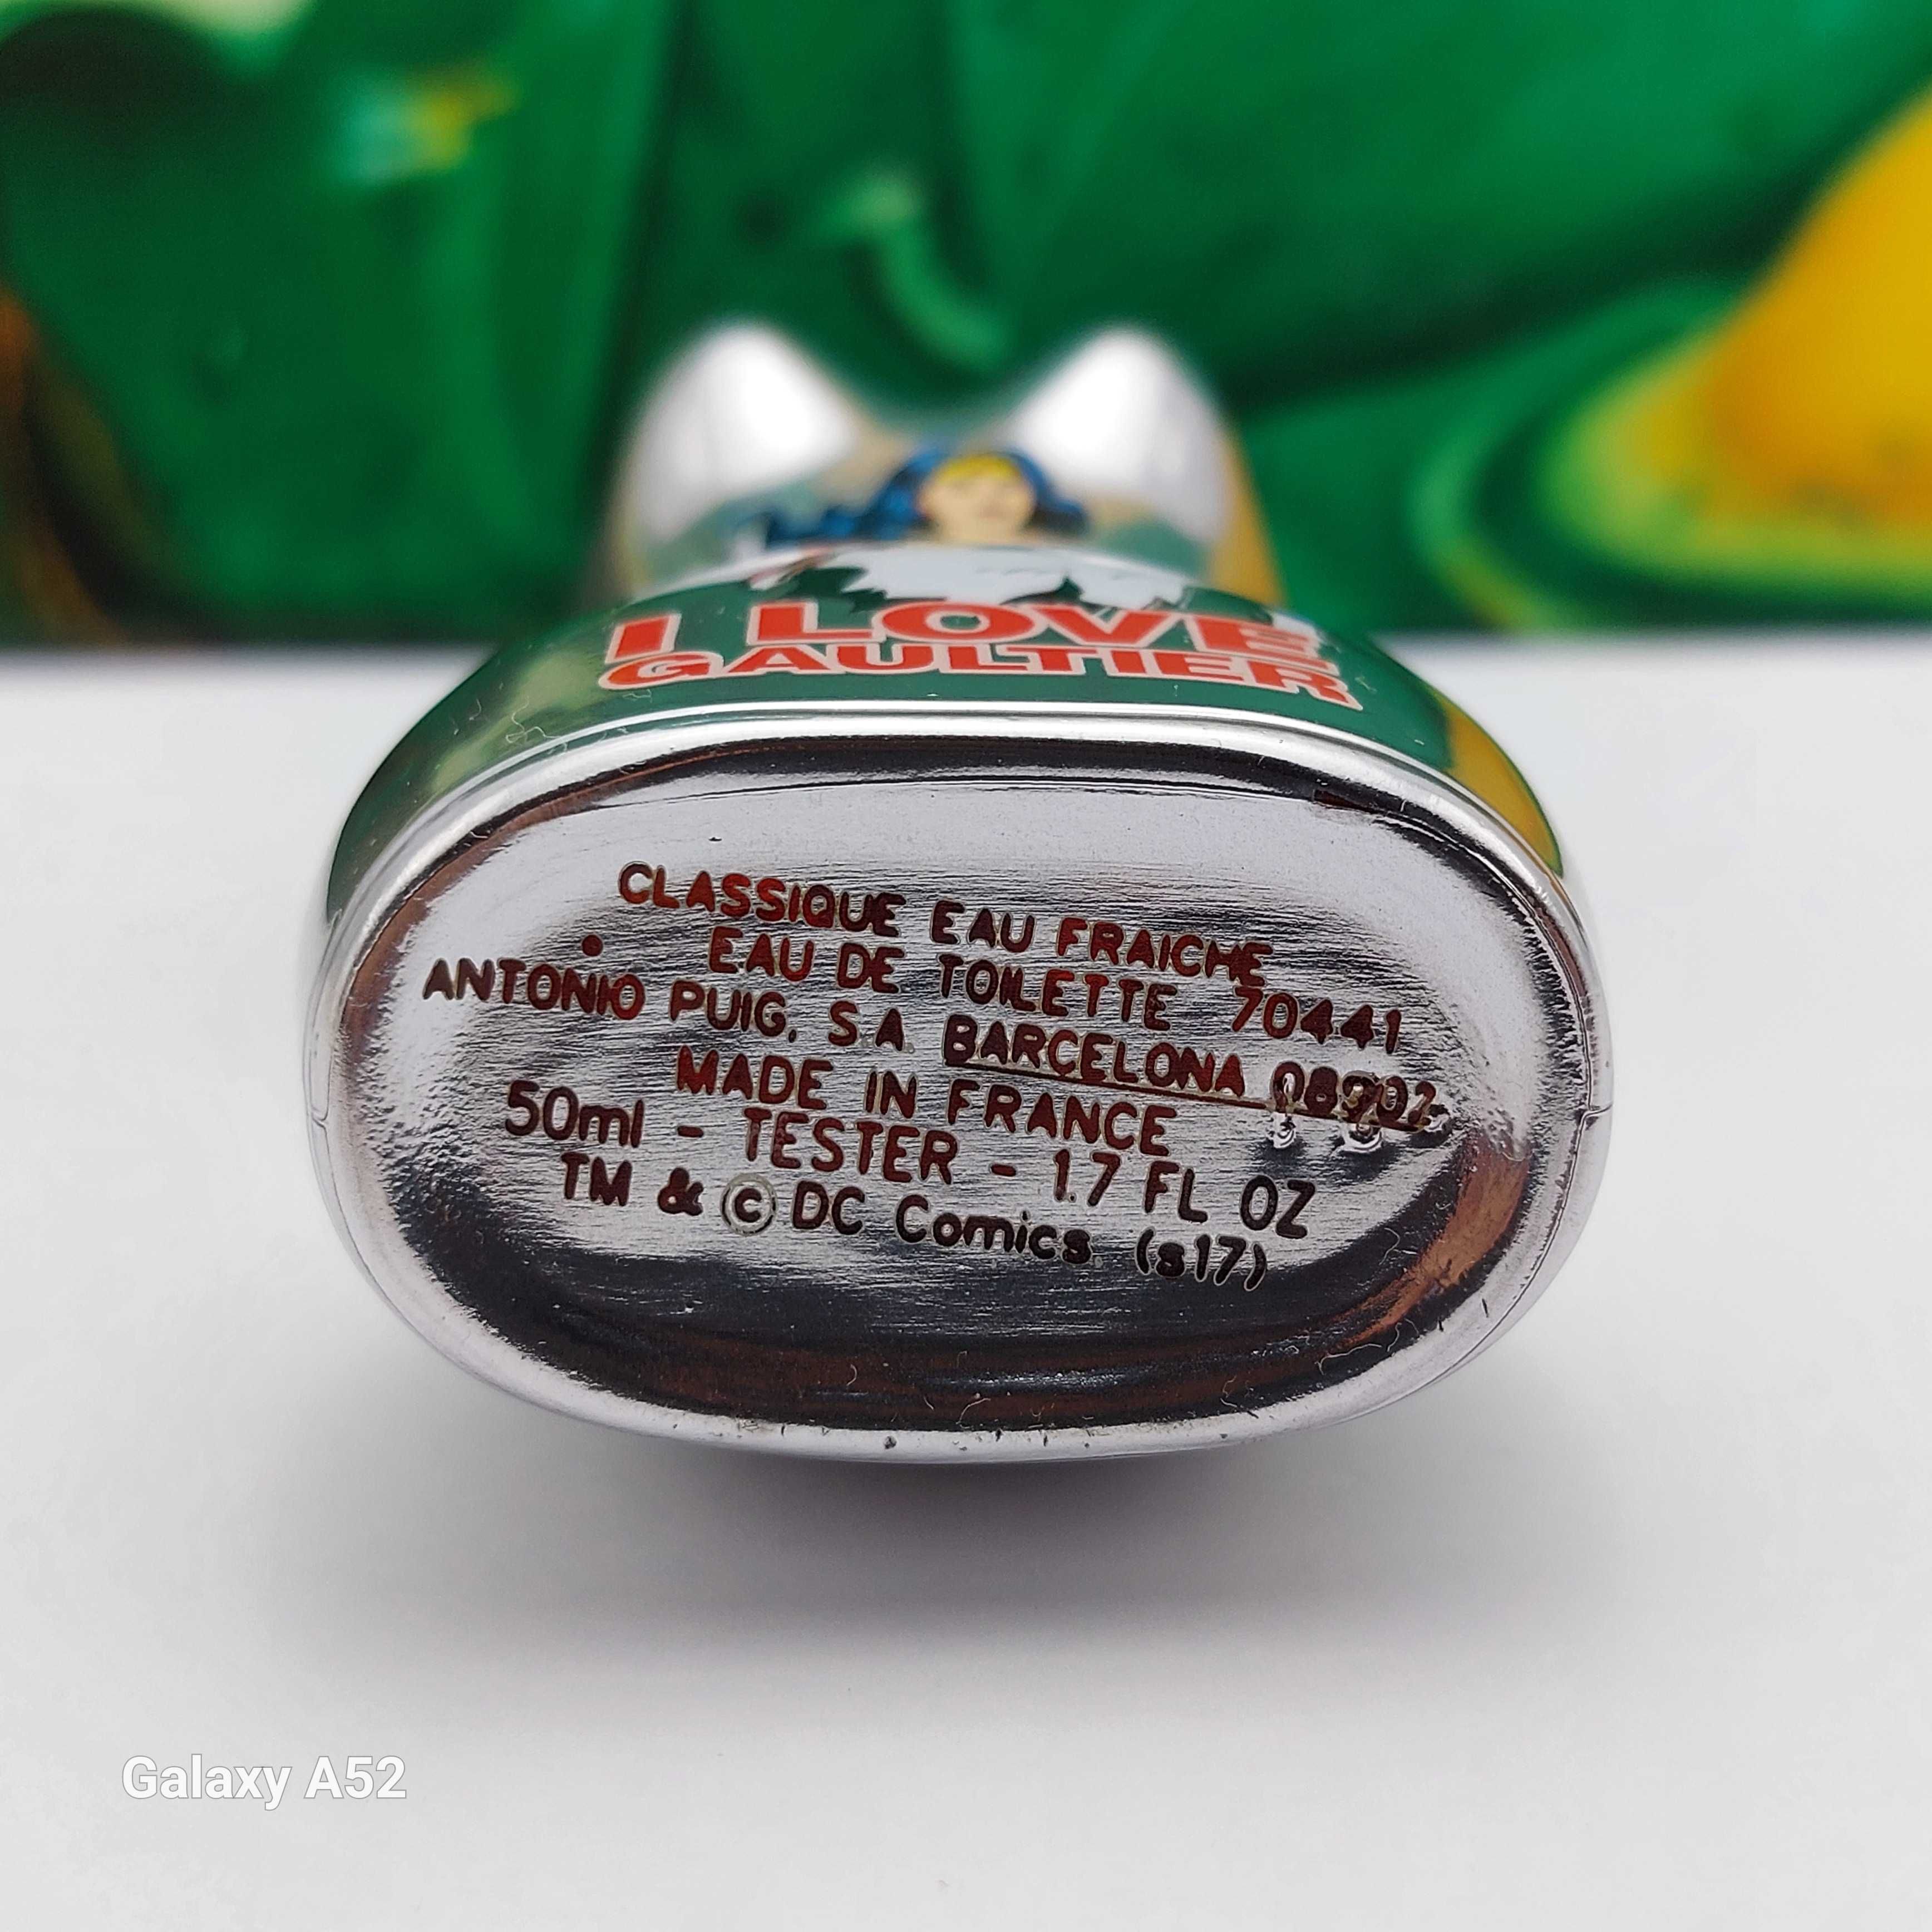 I LOVE
GAULTIER
CLASSIQUE EAU FRAICHE
EAU DE TOILETTE 70441
ANTONIO PUIG, S.A. BARCELONA 08902
MADE IN FRANCE
50ml - TESTER - 1.7 FL OZ
TM & © DC Comics. (s17)
Galaxy A52